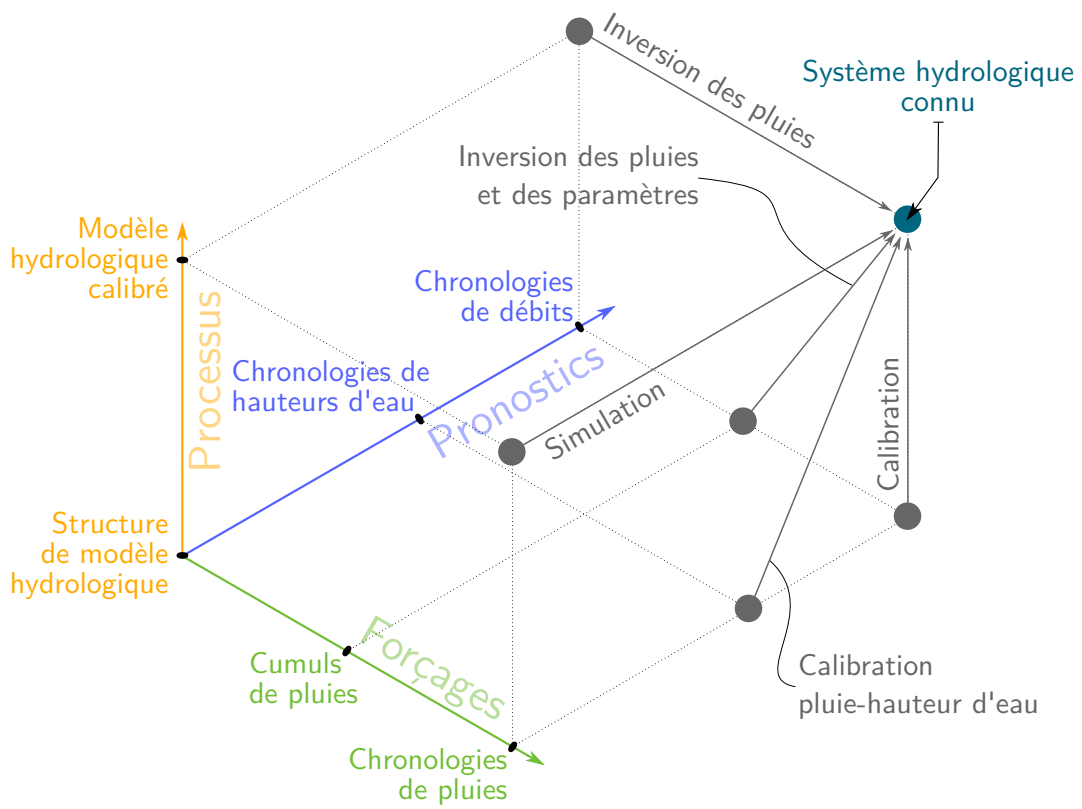 Inversion des pluies
Système hydrologique
connu
Inversion des pluies
et des paramètres
Modèle
hydrologique
calibré
Processus
Chronologies
de débits
Chronologies de
hauteurs d'eau
Pronostics
Simulation
Calibration
Structure
de modèle
hydrologique
Forçages
Cumuls
de pluies
Calibration
pluie-hauteur d'eau
Chronologies
de pluies